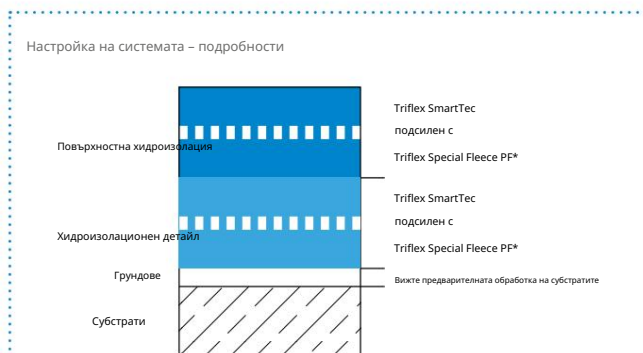 Настройка на системата – подробности
Triflex SmartTec
подсилен с
Повърхностна хидроизолация
Triflex Special Fleece PF*
Triflex SmartTec
подсилен с
Хидроизолационен детайл
Triflex Special Fleece PF*
Грундове
Вижте предварителната обработка на субстратите
Субстрати